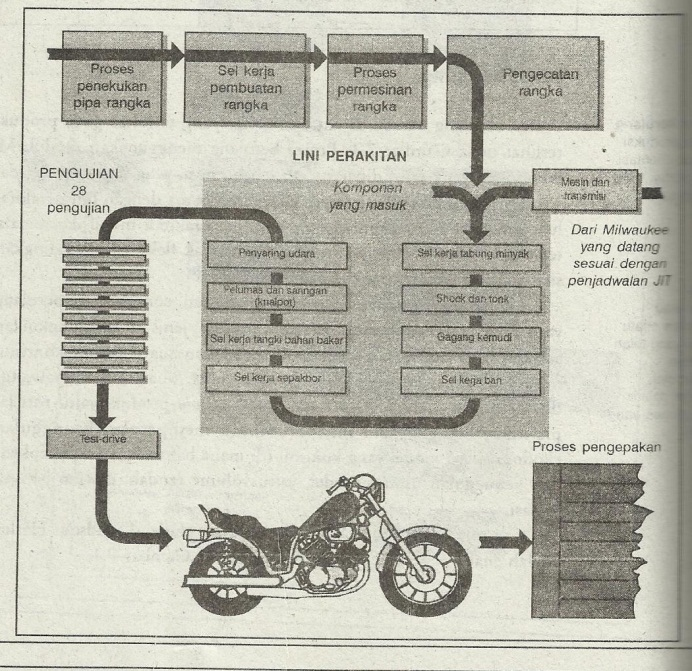 Proses
penekukan
pipa rangka
Sel kerja
pembuatan
rangka
Proses
permesinan
rangka
Pengecatan
rangka
LINI PERAKITAN
PENGUJIAN
28
pengujian
Komponen
yang masuk
Mesin dan
transmisi
Dari Milwaukee
yang datang
sesuai dengan
penjadwalan JIT
Penyaring udara
Pelumas dan saringan
(knalpot)
Sel kerja tangki bahan bakar
Sel kerja sepakbor
Sel kerja tabung minyak
Shock dan
Gagang kemudi
Sel kerja ban
Test-drive
Proses pengepakan